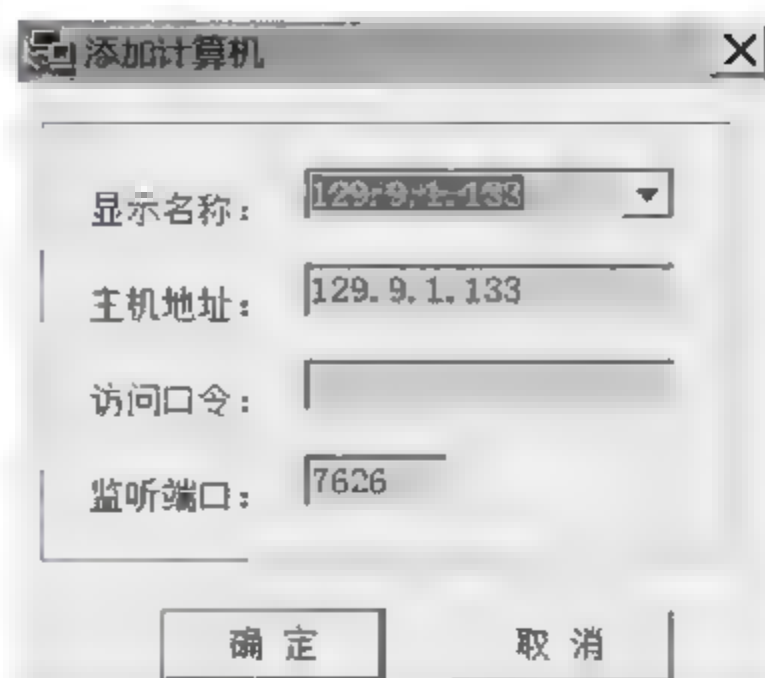 添加计算机
显示名称： 129.9.1.133
主机地址： 129.9.1.133
访问口令：
监听端口： 7626
确 定 取 消